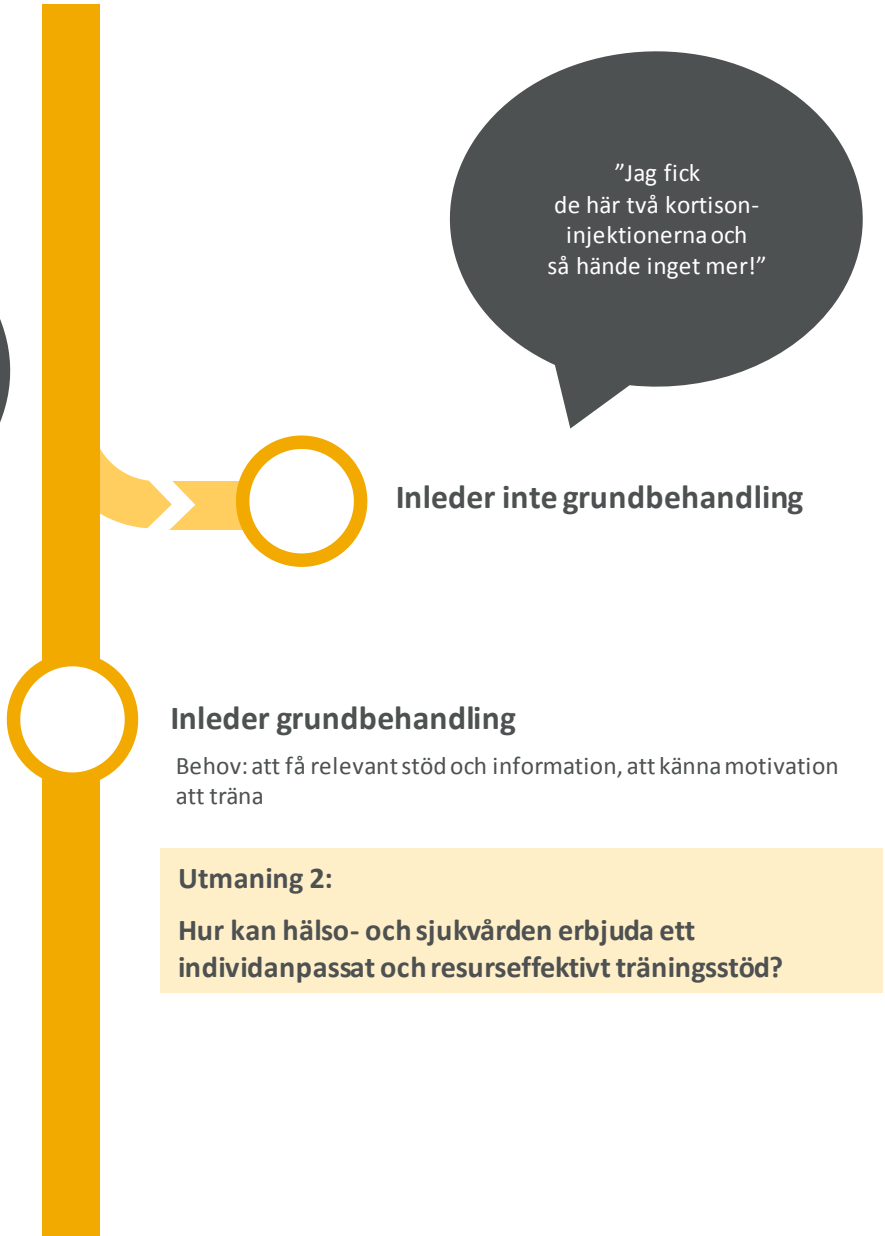 ”Jag fick
de här två kortison-
injektionerna och
så hände inget mer!”
Inleder inte grundbehandling
Inleder grundbehandling
Behov: att få relevant stöd och information, att känna motivation
att träna
Utmaning 2:
Hur kan hälso- och sjukvården erbjuda ett
individanpassat och resurseffektivt träningsstöd?